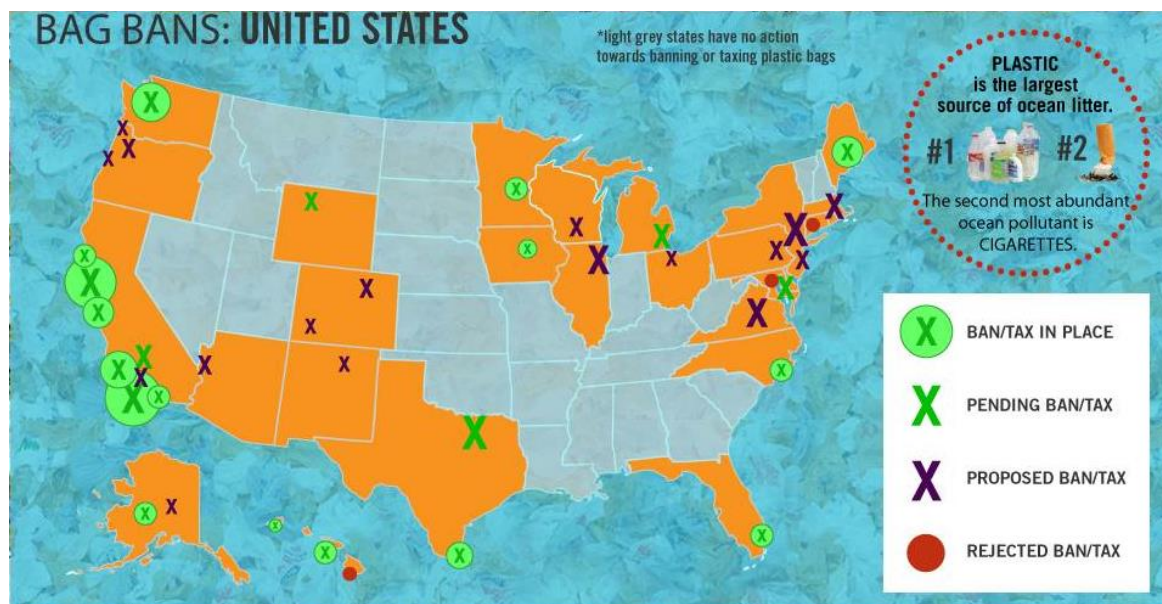 BAG BANS: UNITED STATES
*light grey states have no action
towards banning or taxing plastic bags
PLASTIC
is the largest
source of ocean litter.
#1 #2
The second most abundant
ocean pollutant is
CIGARETTES.
X BAN/TAX IN PLACE
X PENDING BAN/TAX
X PROPOSED BAN/TAX
REJECTED BAN/TAX